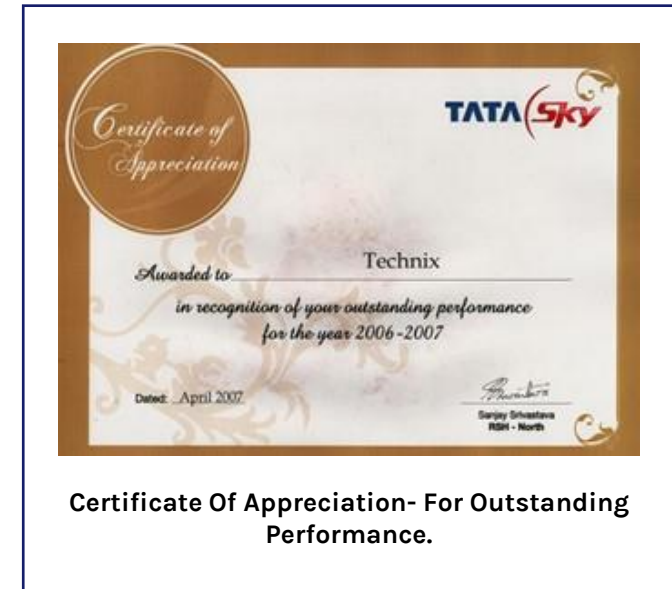 Certificate of
Appreciation
TATA Sky
Awarded to Technix
in recognition of your outstanding performance
for the year 2006-2007
Dated: April 2007
Sanjay Srivastava
RSH - North
Certificate Of Appreciation- For Outstanding
Performance.